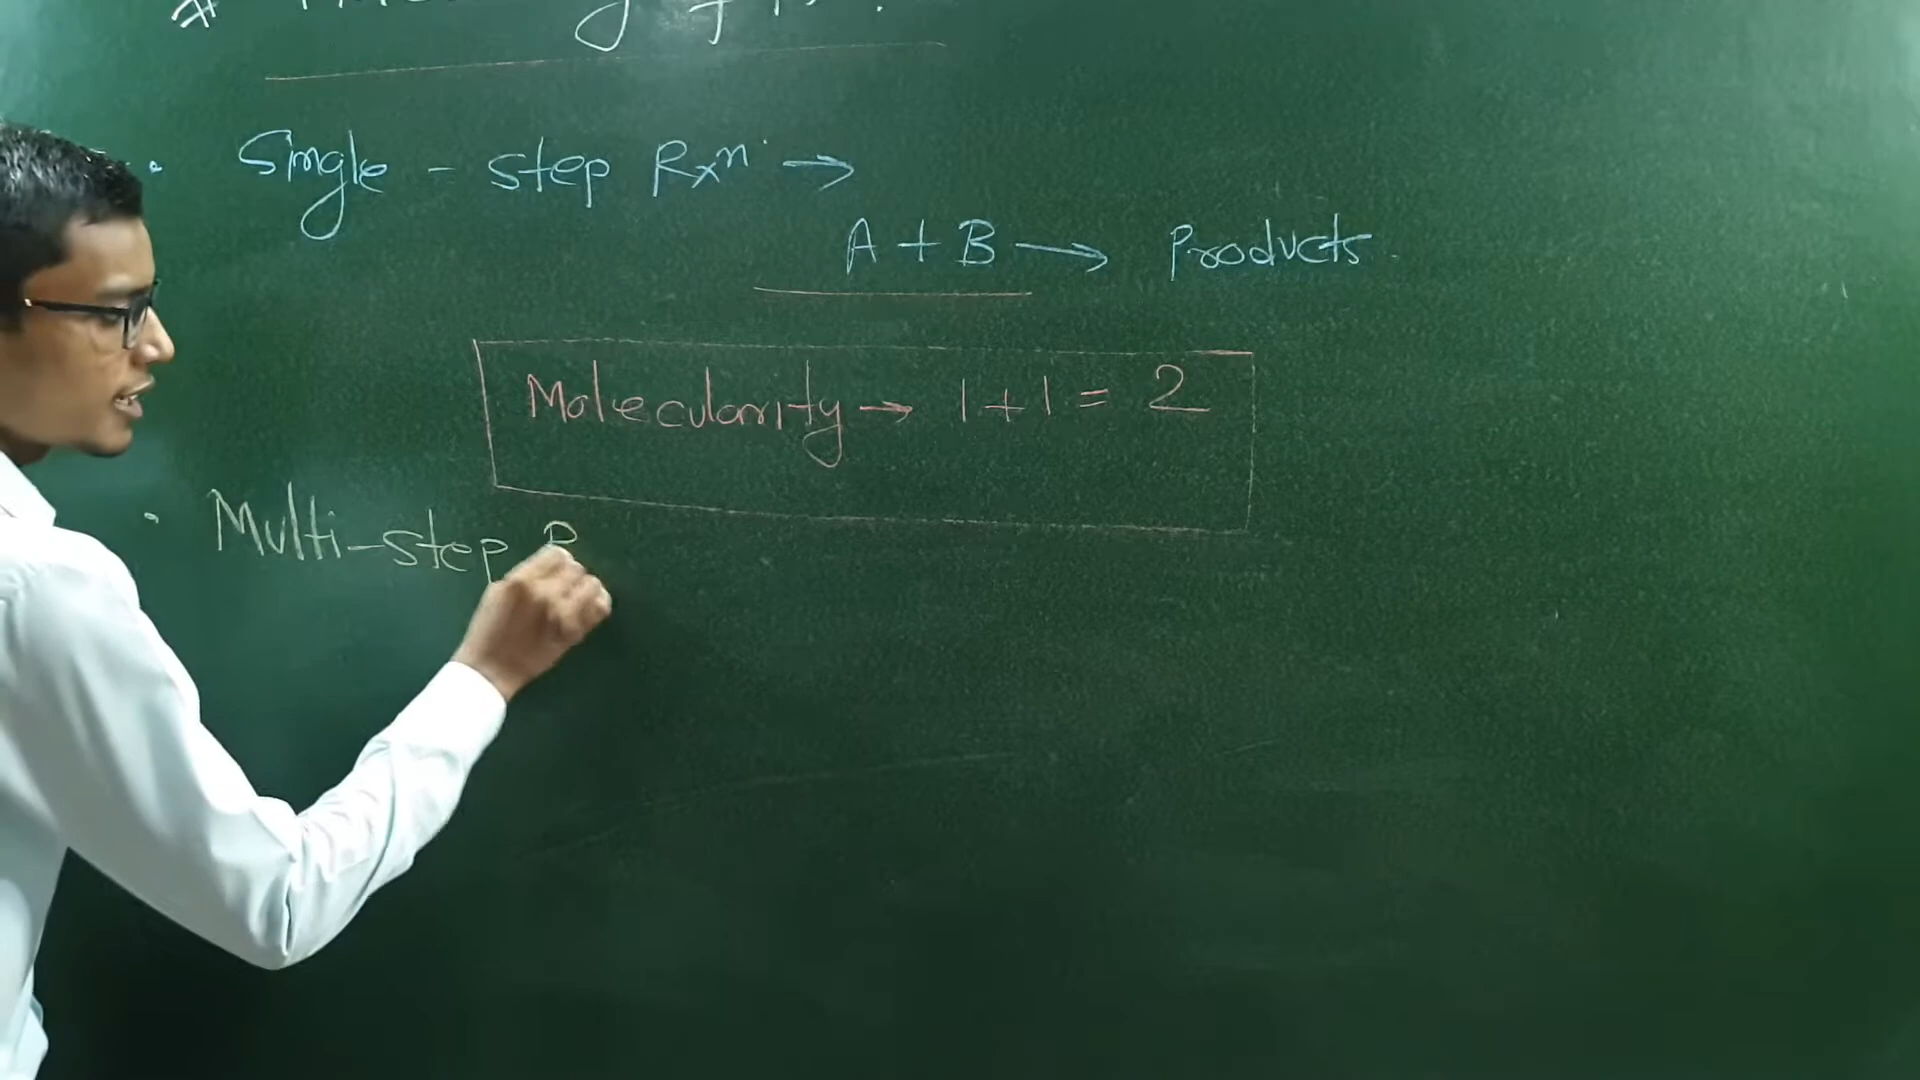 #
• Single - step Rxn. →
A + B → Products.
Molecularity → 1 + 1 = 2
• Multi-step R